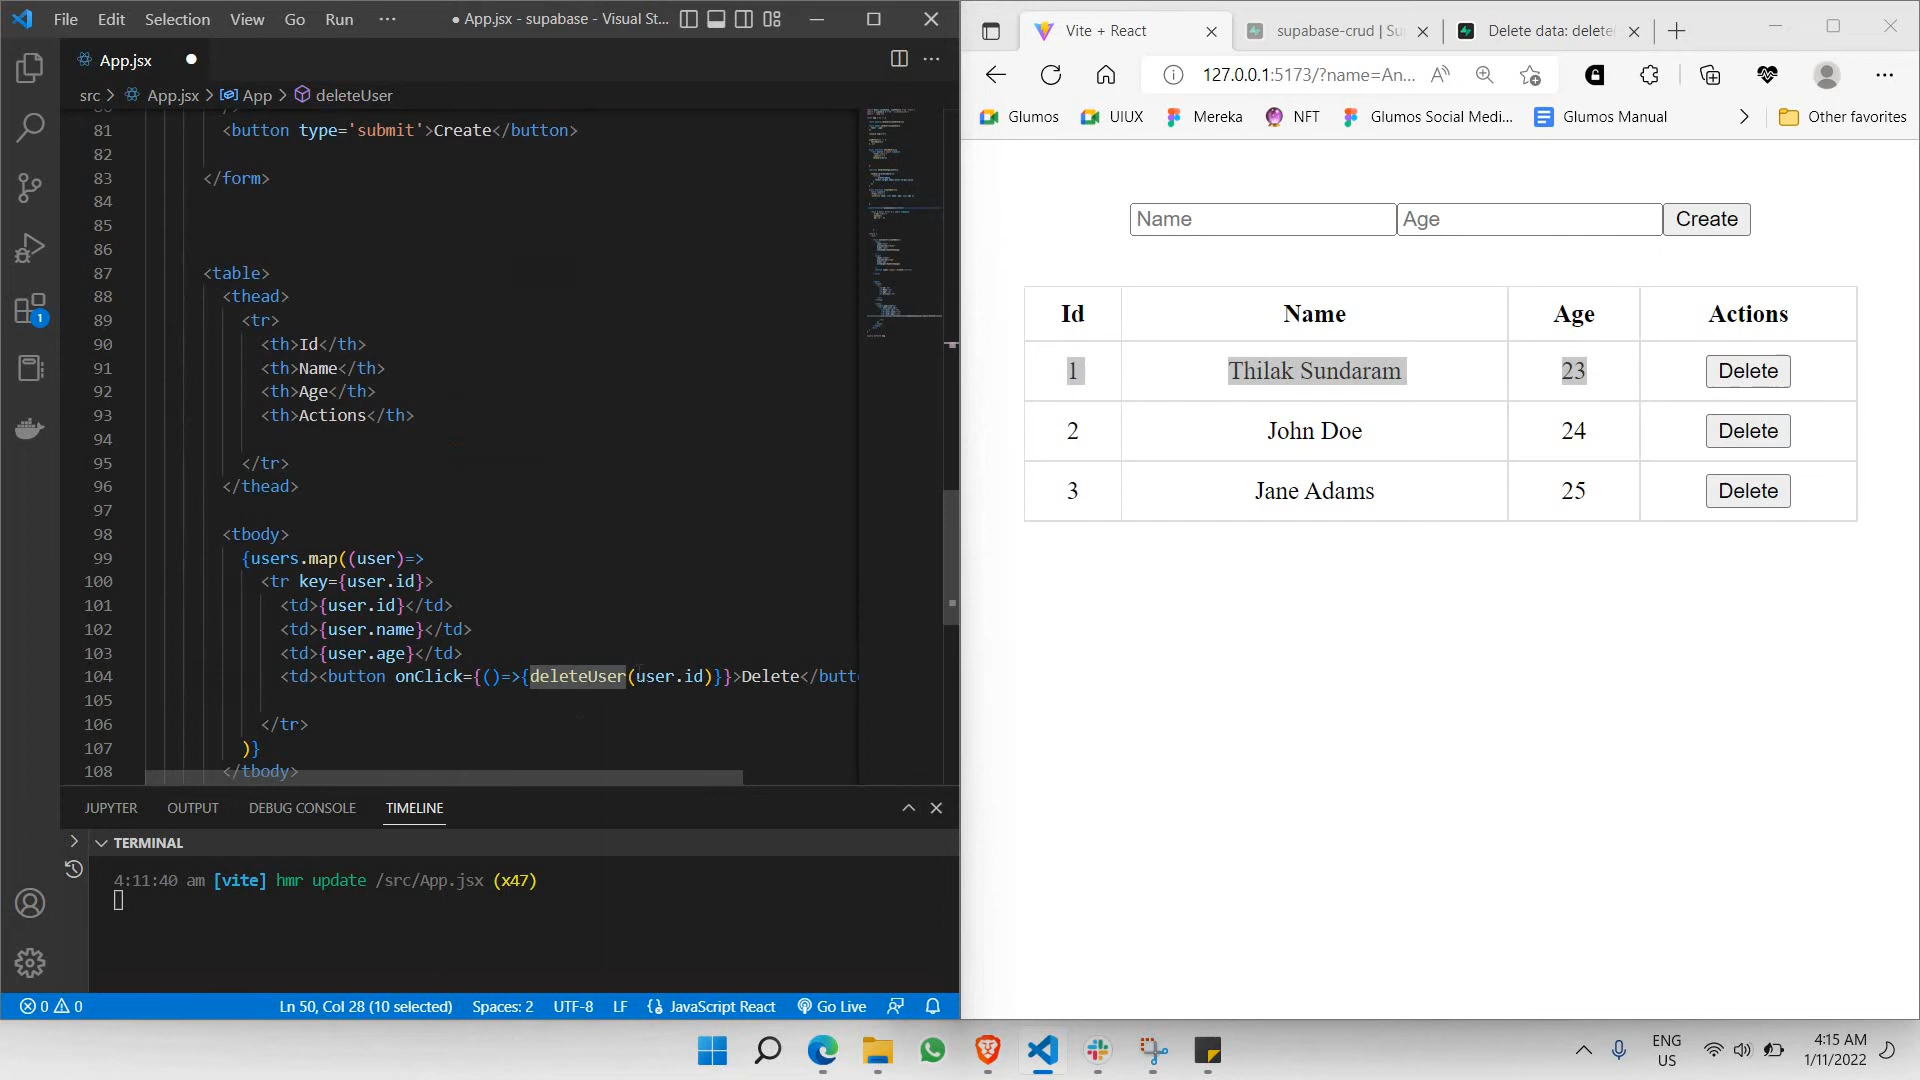 File Edit Selection View Go Run ··· ● App.jsx - supabase - Visual St...
App.jsx
src > App.jsx > App > deleteUser
81 <button type='submit'>Create</button>
82
83 </form>
84
85
86
87 <table>
88 <thead>
89 <tr>
90 <th>Id</th>
91 <th>Name</th>
92 <th>Age</th>
93 <th>Actions</th>
94
95 </tr>
96 </thead>
97
98 <tbody>
99 {users.map((user)=>
100 <tr key={user.id}>
101 <td>{user.id}</td>
102 <td>{user.name}</td>
103 <td>{user.age}</td>
104 <td><button onClick={()=>{deleteUser(user.id)}}>Delete</butt
105
106 </tr>
107 )}
108 </tbody>
1
JUPYTER OUTPUT DEBUG CONSOLE TIMELINE
TERMINAL
4:11:40 am [vite] hmr update /src/App.jsx (x47)
0 0 Ln 50, Col 28 (10 selected) Spaces: 2 UTF-8 LF JavaScript React Go Live
Vite + React supabase-crud | Su Delete data: delete
127.0.0.1:5173/?name=An...
Glumos UIUX Mereka NFT Glumos Social Medi... Glumos Manual Other favorites
Name Age Create
Id Name Age Actions
1 Thilak Sundaram 23 Delete
2 John Doe 24 Delete
3 Jane Adams 25 Delete
ENG
US
4:15 AM
1/11/2022